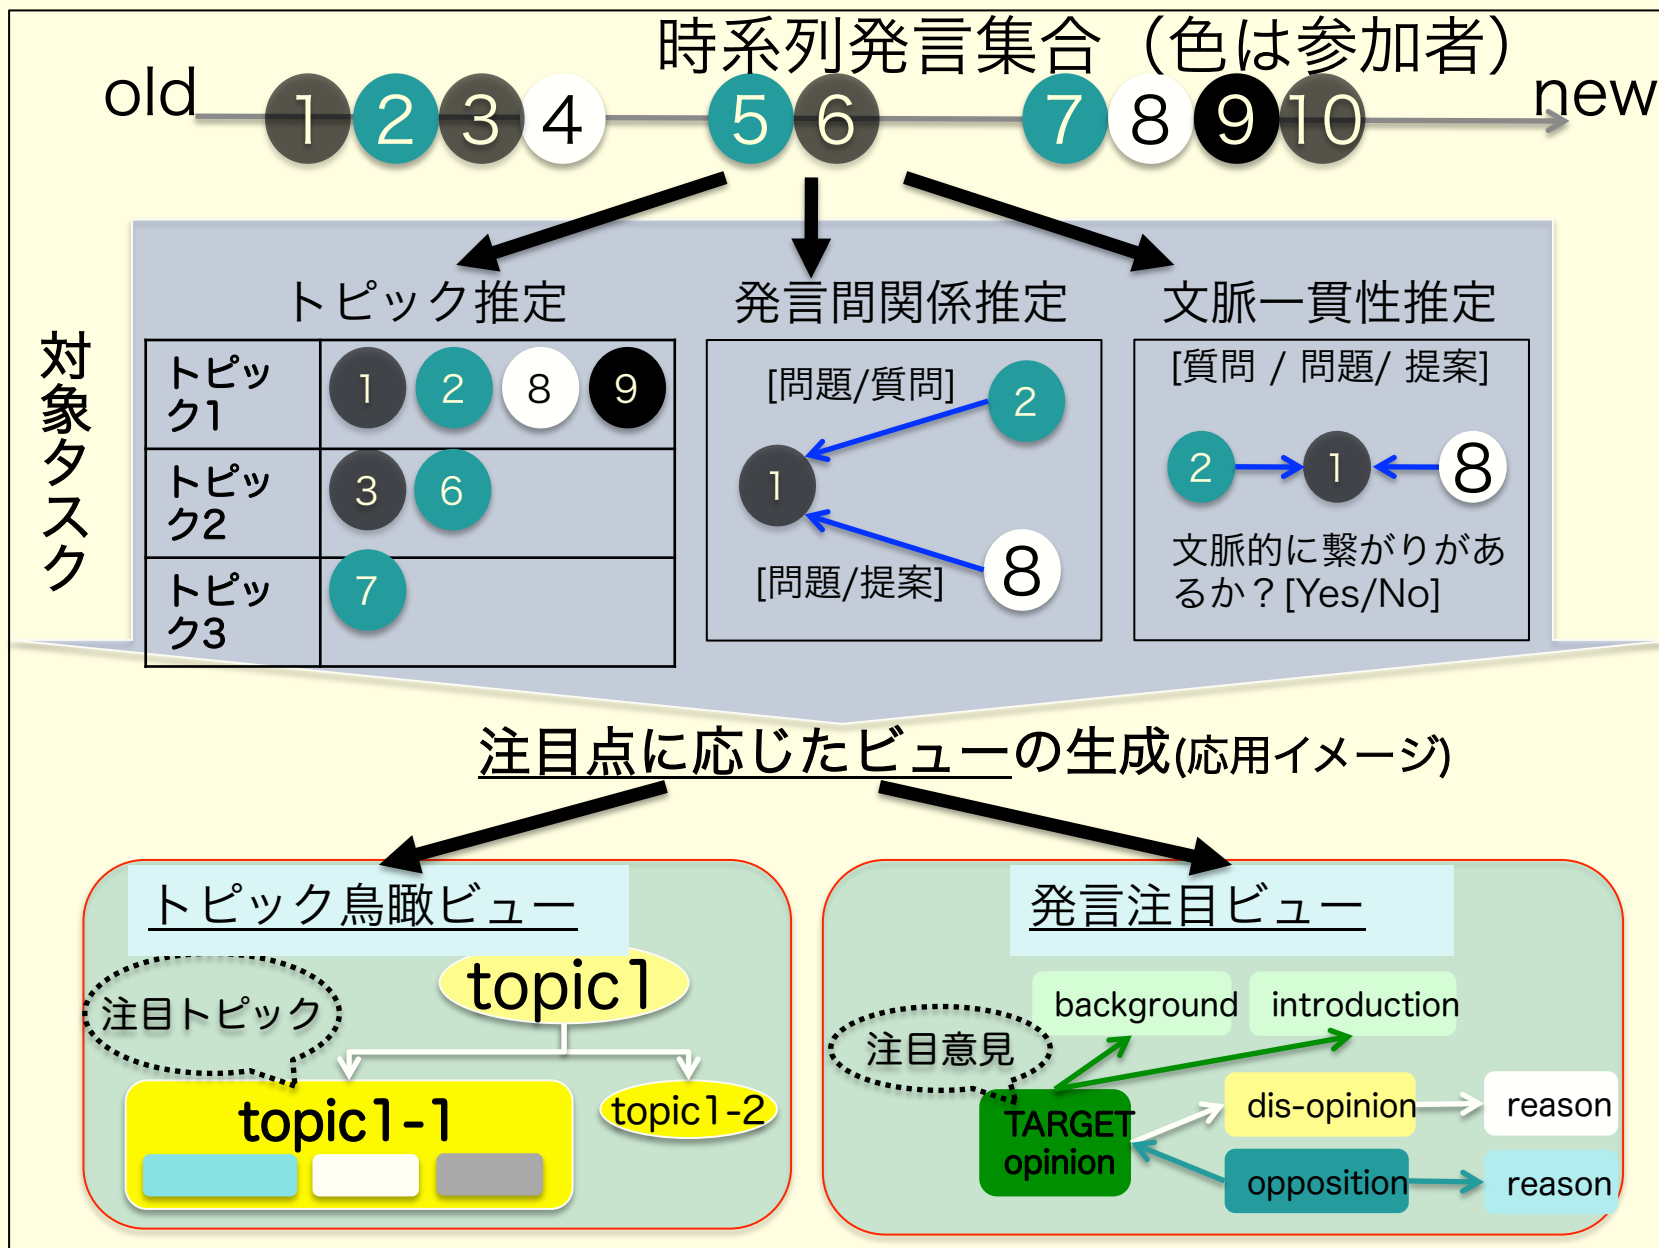 時系列発言集合（色は参加者）
old
1 2 3 4 5 6 7 8 9 10
new
対象タスク
トピック推定
トピッ
ク1
1 2 8 9
トピッ
ク2
3 6
トピッ
ク3
7
発言間関係推定
[問題/質問]
2
1
8
[問題/提案]
文脈一貫性推定
[質問 / 問題/ 提案]
2 1 8
文脈的に繋がりがあ
るか？[Yes/No]
注目点に応じたビューの生成(応用イメージ)
トピック鳥瞰ビュー
topic1
注目トピック
topic1-1
topic1-2
発言注目ビュー
background
introduction
注目意見
TARGET
opinion
dis-opinion
reason
opposition
reason